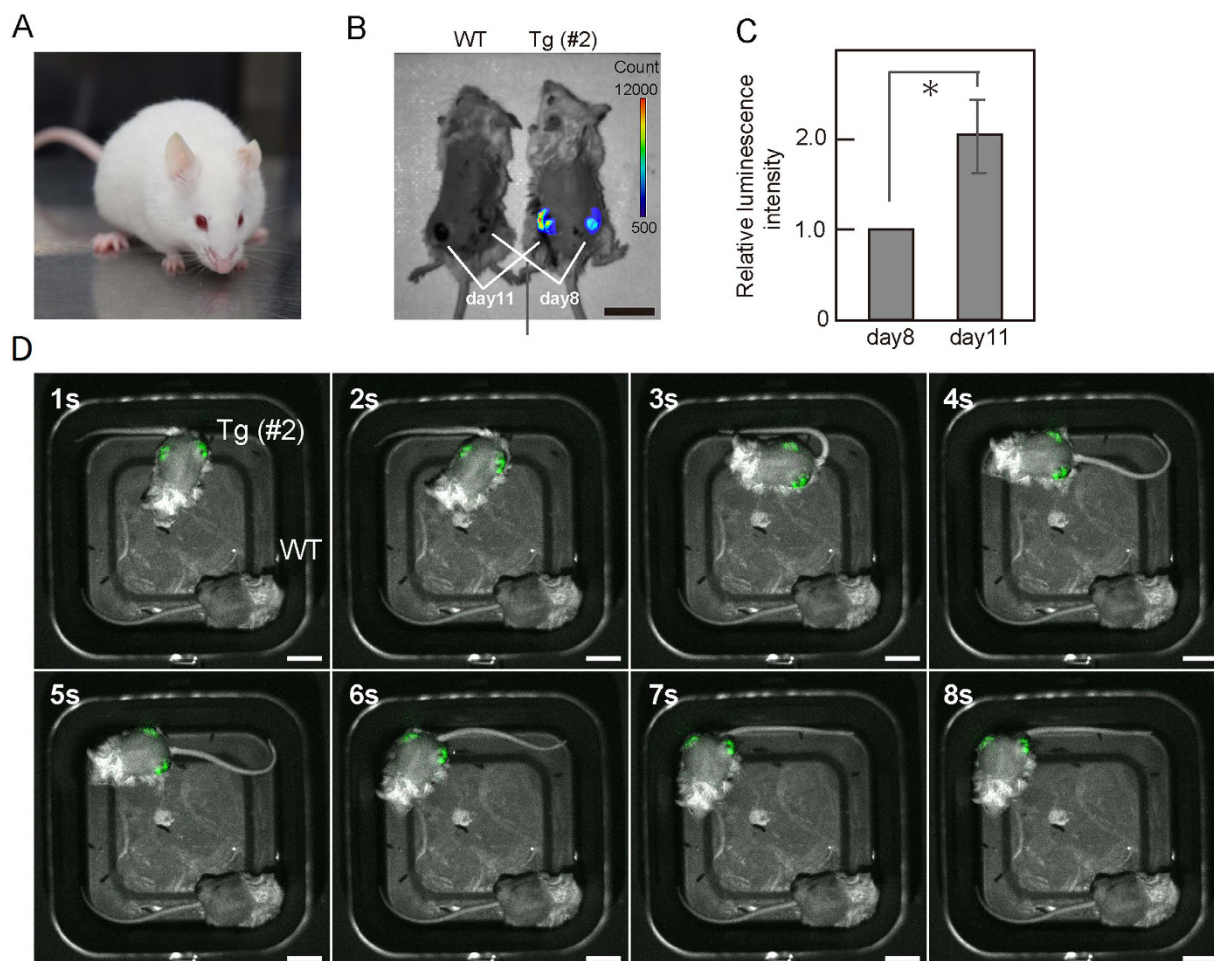 A
B
WT
Tg (#2)
Count
12000
500
day11
day8
C
Relative luminescence
intensity
2.0
1.0
0
*
day8
day11
D
1s
Tg (#2)
WT
2s
3s
4s
5s
6s
7s
8s